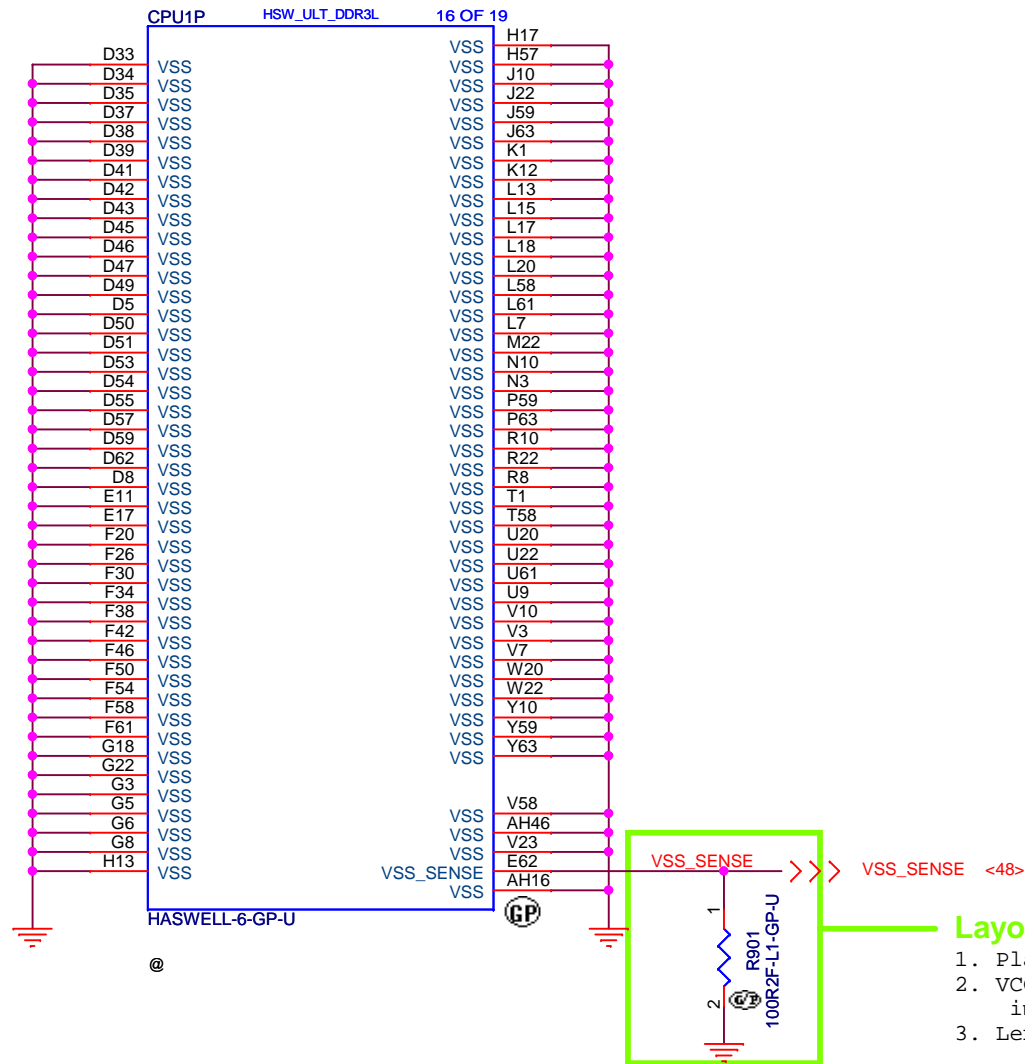 CPU1P HSW_ULT_DDR3L 16 OF 19
VSS H17
D33 VSS VSS H57
D34 VSS VSS J10
D35 VSS VSS J22
D37 VSS VSS J59
D38 VSS VSS J63
D39 VSS VSS K1
D41 VSS VSS K12
D42 VSS VSS L13
D43 VSS VSS L15
D45 VSS VSS L17
D46 VSS VSS L18
D47 VSS VSS L20
D49 VSS VSS L58
D5 VSS VSS L61
D50 VSS VSS L7
D51 VSS VSS M22
D53 VSS VSS N10
D54 VSS VSS N3
D55 VSS VSS P59
D57 VSS VSS P63
D59 VSS VSS R10
D62 VSS VSS R22
D8 VSS VSS R8
E11 VSS VSS T1
E17 VSS VSS T58
F20 VSS VSS U20
F26 VSS VSS U22
F30 VSS VSS U61
F34 VSS VSS U9
F38 VSS VSS V10
F42 VSS VSS V3
F46 VSS VSS V7
F50 VSS VSS W20
F54 VSS VSS W22
F58 VSS VSS Y10
F61 VSS VSS Y59
G18 VSS VSS Y63
G22 VSS
G3 VSS
G5 VSS VSS V58
G6 VSS VSS AH46
G8 VSS VSS V23
H13 VSS VSS_SENSE E62 VSS_SENSE VSS_SENSE <48>
VSS AH16
HASWELL-6-GP-U GP
@
1
R901
100R2F-L1-GP-U
2
G/P
Layo
1. Pl
2. VC
i
3. Le